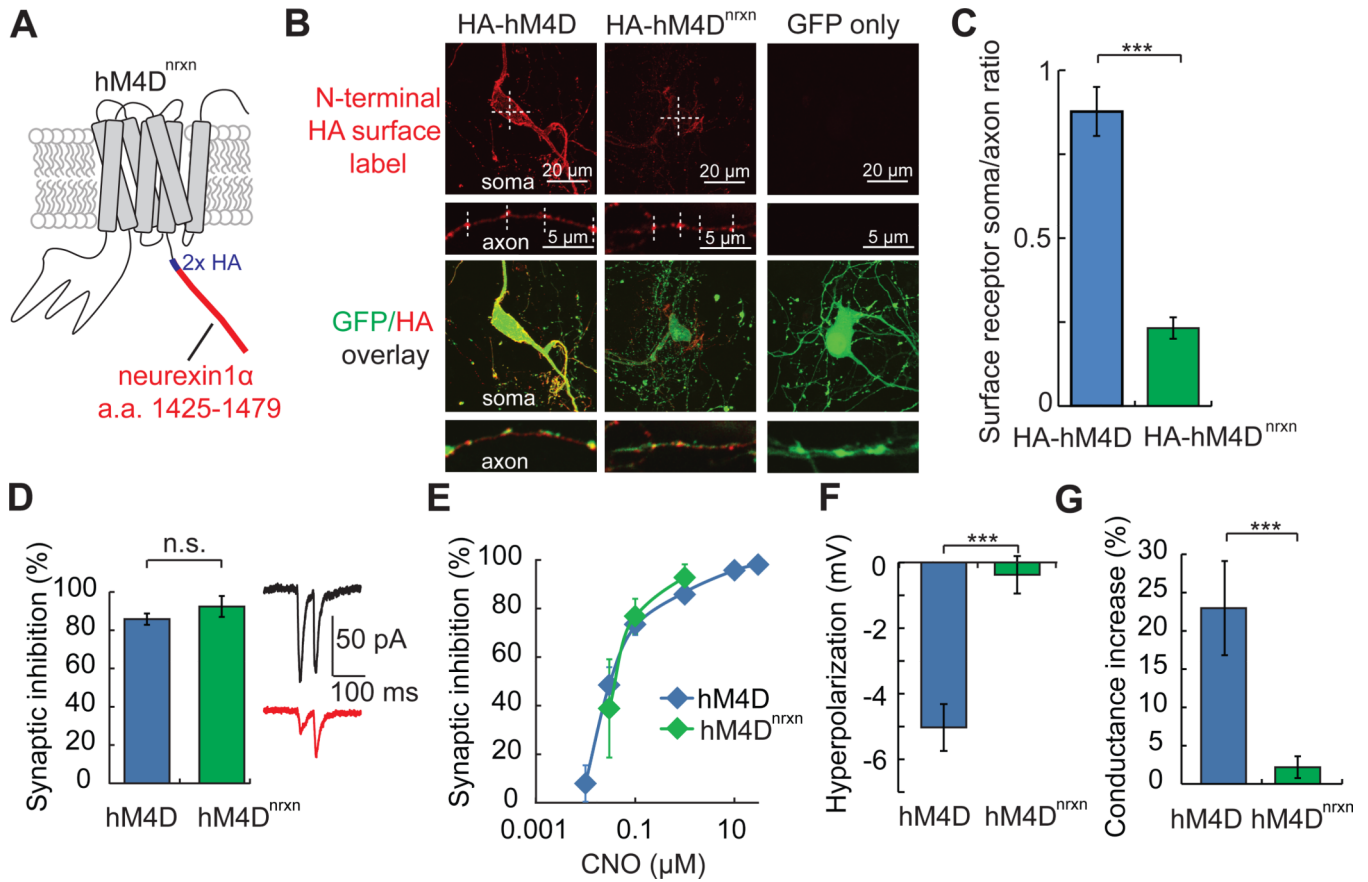 A
hM4D^nrxn
2x HA
neurexin1α
a.a. 1425-1479
B
HA-hM4D
HA-hM4D^nrxn
GFP only
N-terminal
HA surface
label
20 µm
20 µm
20 µm
soma
5 µm
5 µm
5 µm
axon
GFP/HA
overlay
soma
axon
C
***
Surface receptor soma/axon ratio
1
0.5
0
HA-hM4D
HA-hM4D^nrxn
D
n.s.
Synaptic inhibition (%)
100
80
60
40
20
0
hM4D
hM4D^nrxn
50 pA
100 ms
E
Synaptic inhibition (%)
100
80
60
40
20
0
hM4D
hM4D^nrxn
0.001
0.1
10
CNO (µM)
F
***
Hyperpolarization (mV)
0
-2
-4
-6
hM4D
hM4D^nrxn
G
***
Conductance increase (%)
30
25
20
15
10
5
0
hM4D
hM4D^nrxn